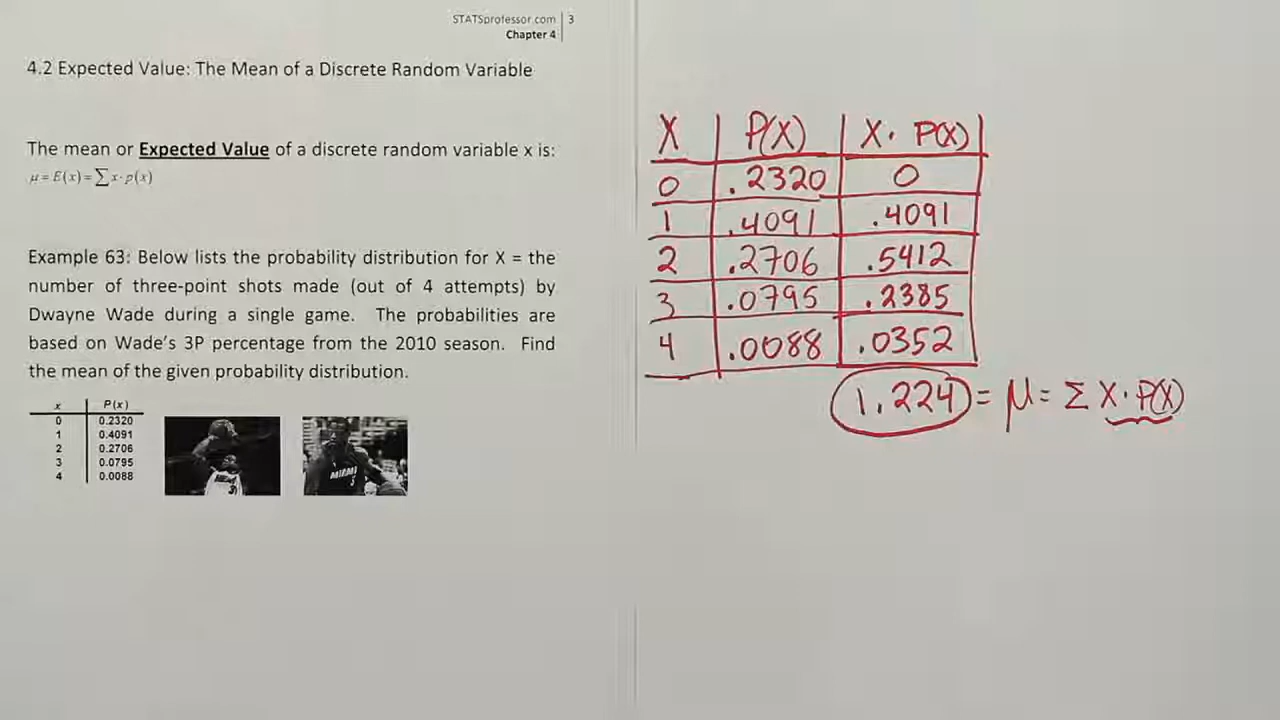 STATSprofessor.com 3
Chapter 4
4.2 Expected Value: The Mean of a Discrete Random Variable
The mean or Expected Value of a discrete random variable x is:
μ = E(x) = ∑ x·p(x)
Example 63: Below lists the probability distribution for X = the
number of three-point shots made (out of 4 attempts) by
Dwayne Wade during a single game. The probabilities are
based on Wade's 3P percentage from the 2010 season. Find
the mean of the given probability distribution.
x P(x)
0 0.2320
1 0.4091
2 0.2706
3 0.0795
4 0.0088
MIAMI
3
X P(X) X· P(X)
0 .2320 0
1 .4091 .4091
2 .2706 .5412
3 .0795 .2385
4 .0088 .0352
1.224 = μ = Σ X·P(X)